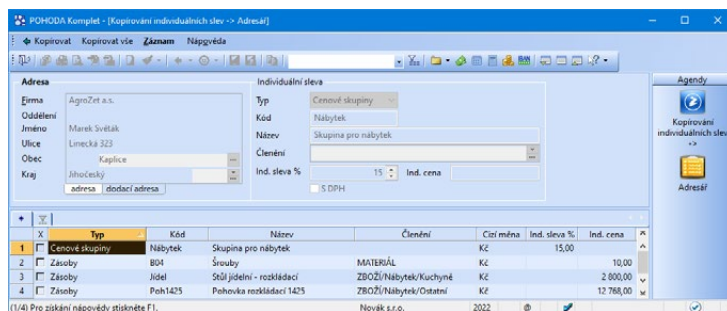 POHODA Komplet - [Kopírování individuálních slev -> Adresář]
Kopírovat Kopírovat vše Záznam Nápgvéda
Adresa
Firma AgroZet a.s.
Oddělení
Jméno Marek Světák
Ulice Linecká 323
Obec Kaplice
Kraj Jihočeský
adresa dodací adresa
Individuální sleva
Typ Cenové skupiny
Kód Nábytek
Název Skupina pro nábytek
Členění
Ind. sleva % 15 Ind. cena
S DPH
Agendy
Kopírování
individuálních slev
->
Adresář
X Typ Kód Název Členění Cizí měna Ind. sleva % Ind. cena
1 Cenové skupiny Nábytek Skupina pro nábytek Kč 15,00
2 Zásoby B04 Šrouby MATERIÁL Kč 10,00
3 Zásoby Jídel Stůl jídelní - rozkládací ZBOŽÍ/Nábytek/Kuchyně Kč 2 800,00
4 Zásoby Poh1425 Pohovka rozkládací 1425 ZBOŽÍ/Nábytek/Ostatní Kč 12 768,00
(1/4) Pro získání nápovědy stiskněte F1. Novák s.r.o. 2022 @